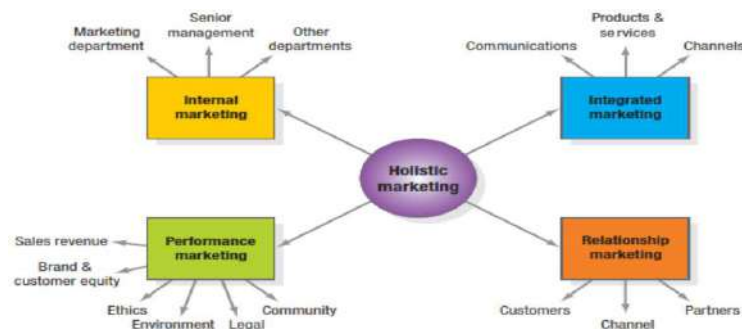 Senior
management
Marketing
department
Other
departments
Internal
marketing
Products &
services
Communications
Channels
Integrated
marketing
Holistic
marketing
Sales revenue
Brand &
customer equity
Performance
marketing
Ethics
Environment
Legal
Community
Relationship
marketing
Customers
Channel
Partners